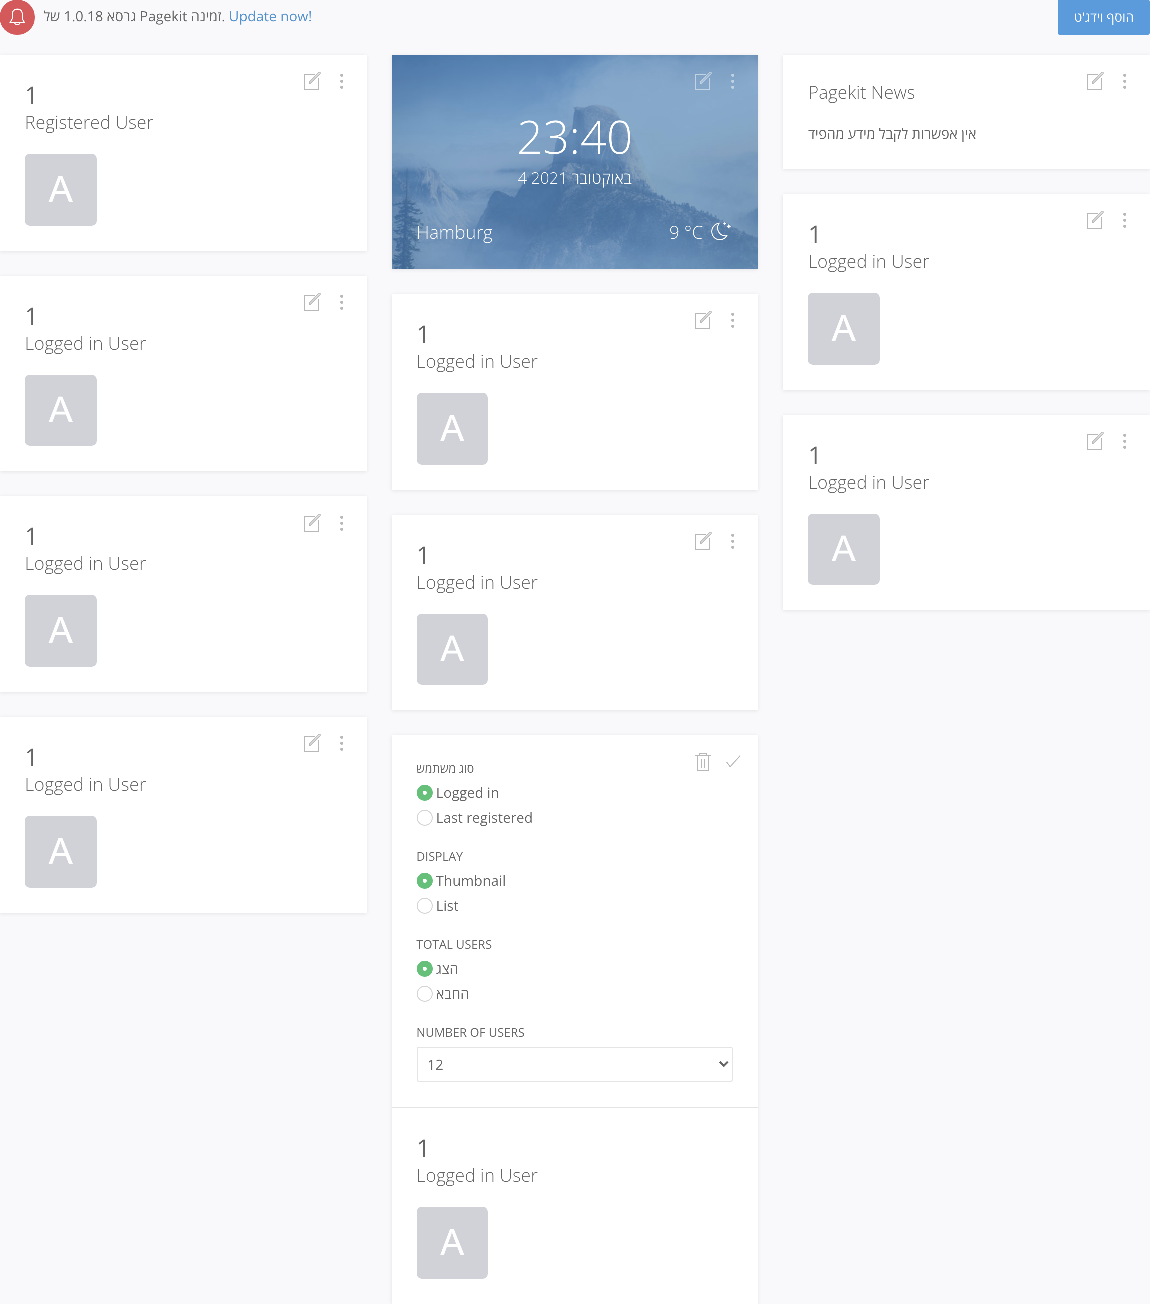 גרסא 1.0.18 של Pagekit זמינה. Update now!
הוסף וידג'ט
1
Registered User
A
1
Logged in User
A
1
Logged in User
A
1
Logged in User
A
23:40
4 באוקטובר 2021
Hamburg
9 °C
1
Logged in User
A
1
Logged in User
A
סוג משתמש
Logged in
Last registered
DISPLAY
Thumbnail
List
TOTAL USERS
הצג
החבא
NUMBER OF USERS
12
1
Logged in User
A
Pagekit News
אין אפשרות לקבל מידע מהפיד
1
Logged in User
A
1
Logged in User
A